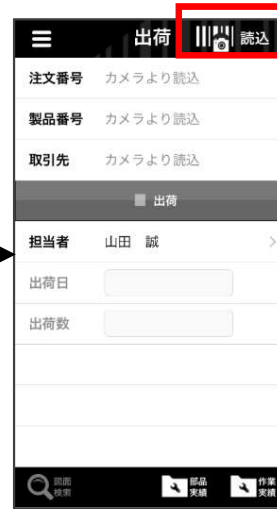 出荷 読込
注文番号 カメラより読込
製品番号 カメラより読込
取引先 カメラより読込
出荷
担当者 山田 誠
出荷日
出荷数
図面検索 部品実績 作業実績